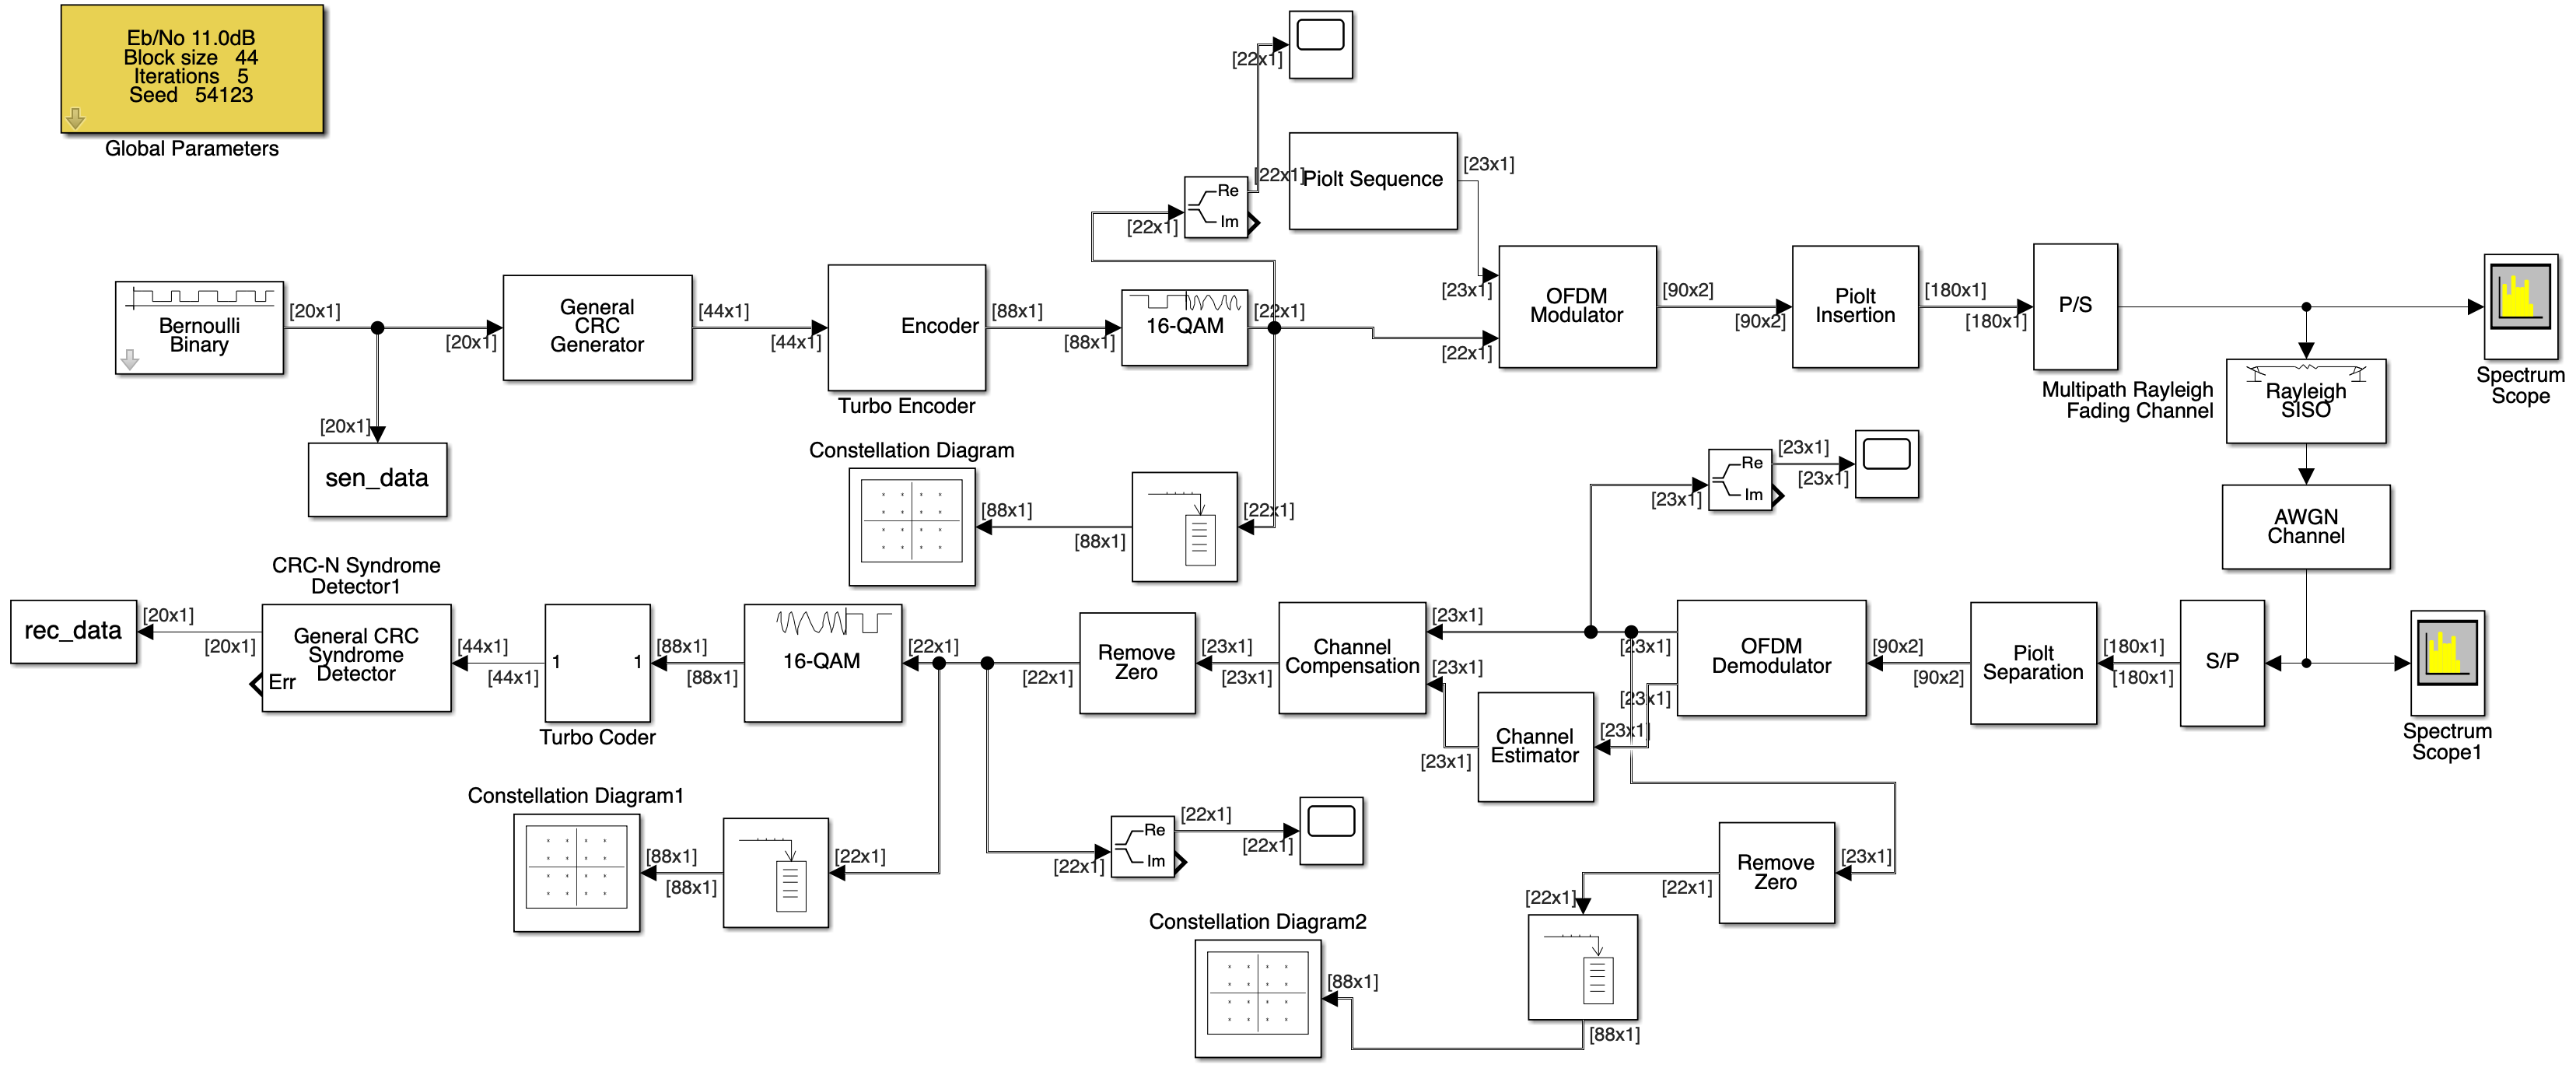 Eb/No 11.0dB
Block size 44
Iterations 5
Seed 54123
Global Parameters
[22x1]
Re
Im
[22x1]
[22x1]
Piolt Sequence
[23x1]
Bernoulli
Binary
[20x1]
[20x1]
General
CRC
Generator
[44x1]
[44x1]
Encoder
Turbo Encoder
[88x1]
[88x1]
16-QAM
[22x1]
[23x1]
[22x1]
OFDM
Modulator
[90x2]
[90x2]
Piolt
Insertion
[180x1]
[180x1]
P/S
Spectrum
Scope
Multipath Rayleigh
Fading Channel
Rayleigh
SISO
AWGN
Channel
[20x1]
sen_data
Constellation Diagram
[88x1]
[88x1]
[22x1]
[23x1]
Re
Im
[23x1]
[23x1]
CRC-N Syndrome
Detector1
rec_data
[20x1]
[20x1]
General CRC
Syndrome
Detector
Err
[44x1]
[44x1]
1
1
Turbo Coder
[88x1]
[88x1]
16-QAM
[22x1]
[22x1]
Remove
Zero
[23x1]
[23x1]
Channel
Compensation
[23x1]
[23x1]
[23x1]
[23x1]
OFDM
Demodulator
[90x2]
[90x2]
Piolt
Separation
[180x1]
[180x1]
S/P
Spectrum
Scope1
[23x1]
Channel
Estimator
[23x1]
Constellation Diagram1
[88x1]
[88x1]
[22x1]
[22x1]
Re
Im
[22x1]
[22x1]
Remove
Zero
[23x1]
[22x1]
[22x1]
Constellation Diagram2
[88x1]
[88x1]